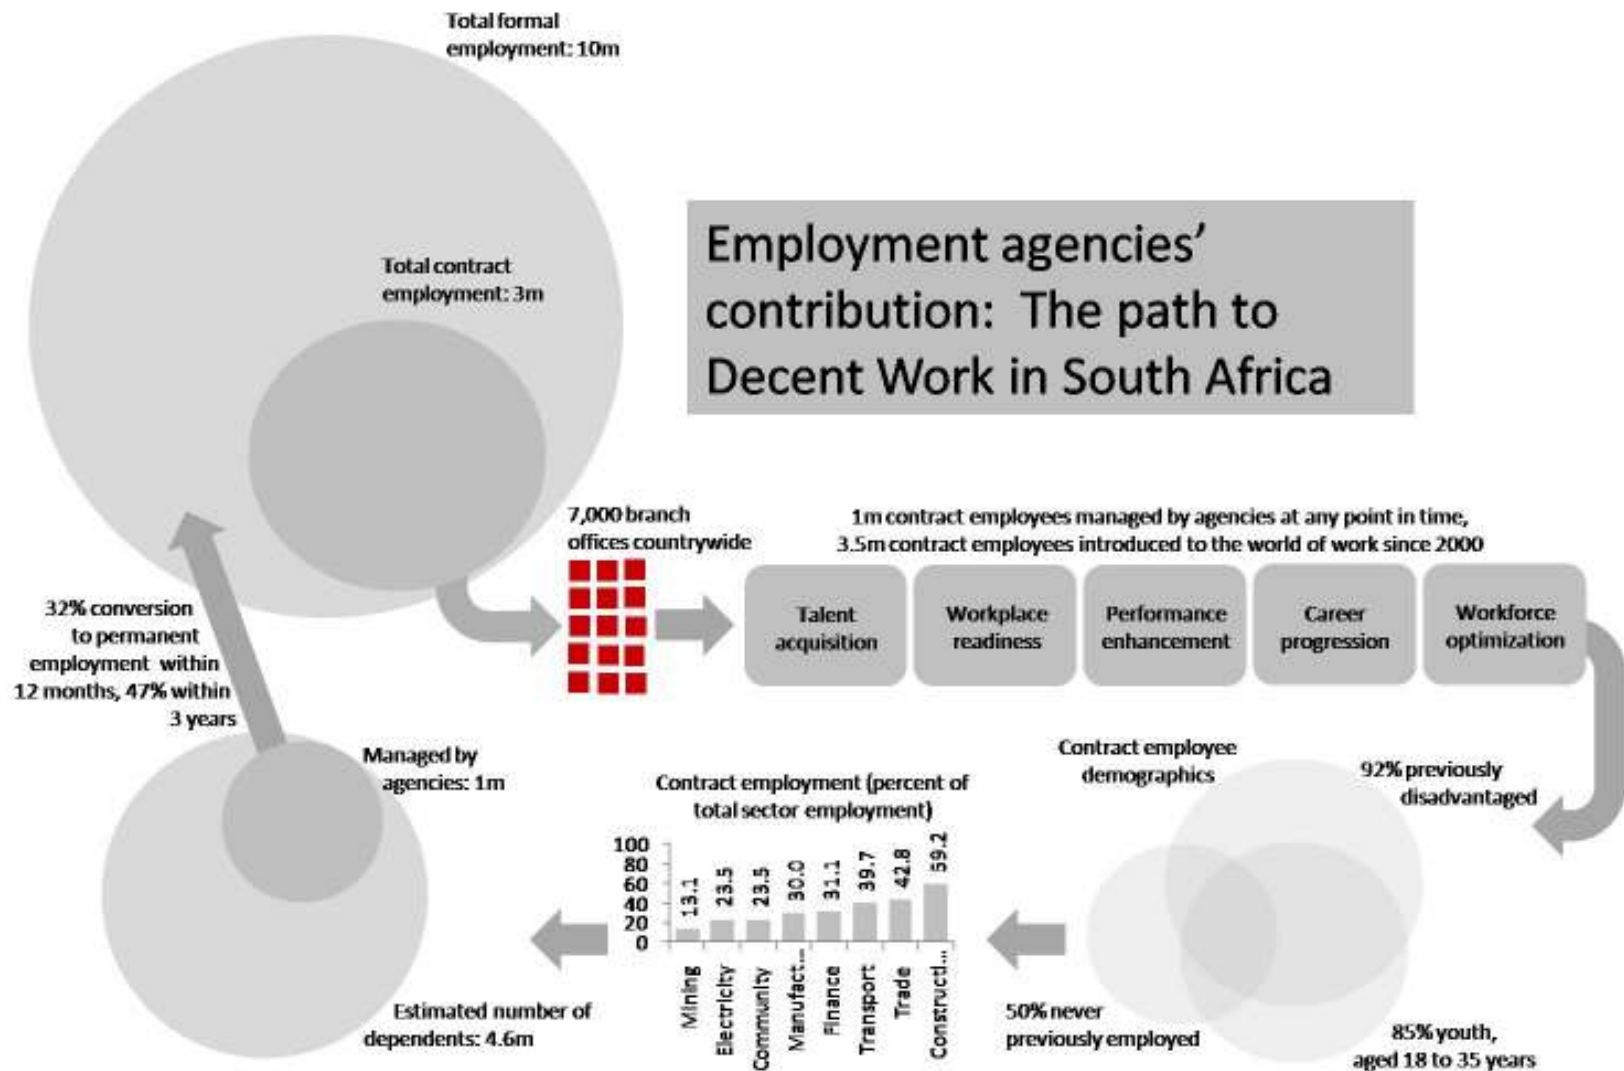 Total formal
employment: 10m
Total contract
employment: 3m
Employment agencies'
contribution:  The path to
Decent Work in South Africa
7,000 branch
offices countrywide
1m contract employees managed by agencies at any point in time,
3.5m contract employees introduced to the world of work since 2000
Talent
acquisition
Workplace
readiness
Performance
enhancement
Career
progression
Workforce
optimization
32% conversion
to permanent
employment within
12 months, 47% within
3 years
Managed by
agencies: 1m
Estimated number of
dependents: 4.6m
Contract employment (percent of
total sector employment)
100
80
60
40
20
0
13.1
23.5
23.5
30.0
31.1
39.7
42.8
59.2
Mining
Electricity
Community
Manufact...
Finance
Transport
Trade
Constructi...
Contract employee
demographics
92% previously
disadvantaged
50% never
previously employed
85% youth,
aged 18 to 35 years